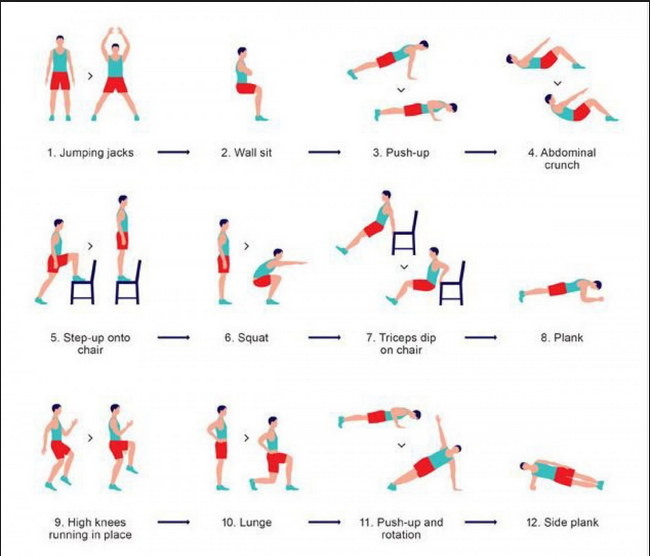 1. Jumping jacks
2. Wall sit
3. Push-up
4. Abdominal
crunch
5. Step-up onto
chair
6. Squat
7. Triceps dip
on chair
8. Plank
9. High knees
running in place
10. Lunge
11. Push-up and
rotation
12. Side plank